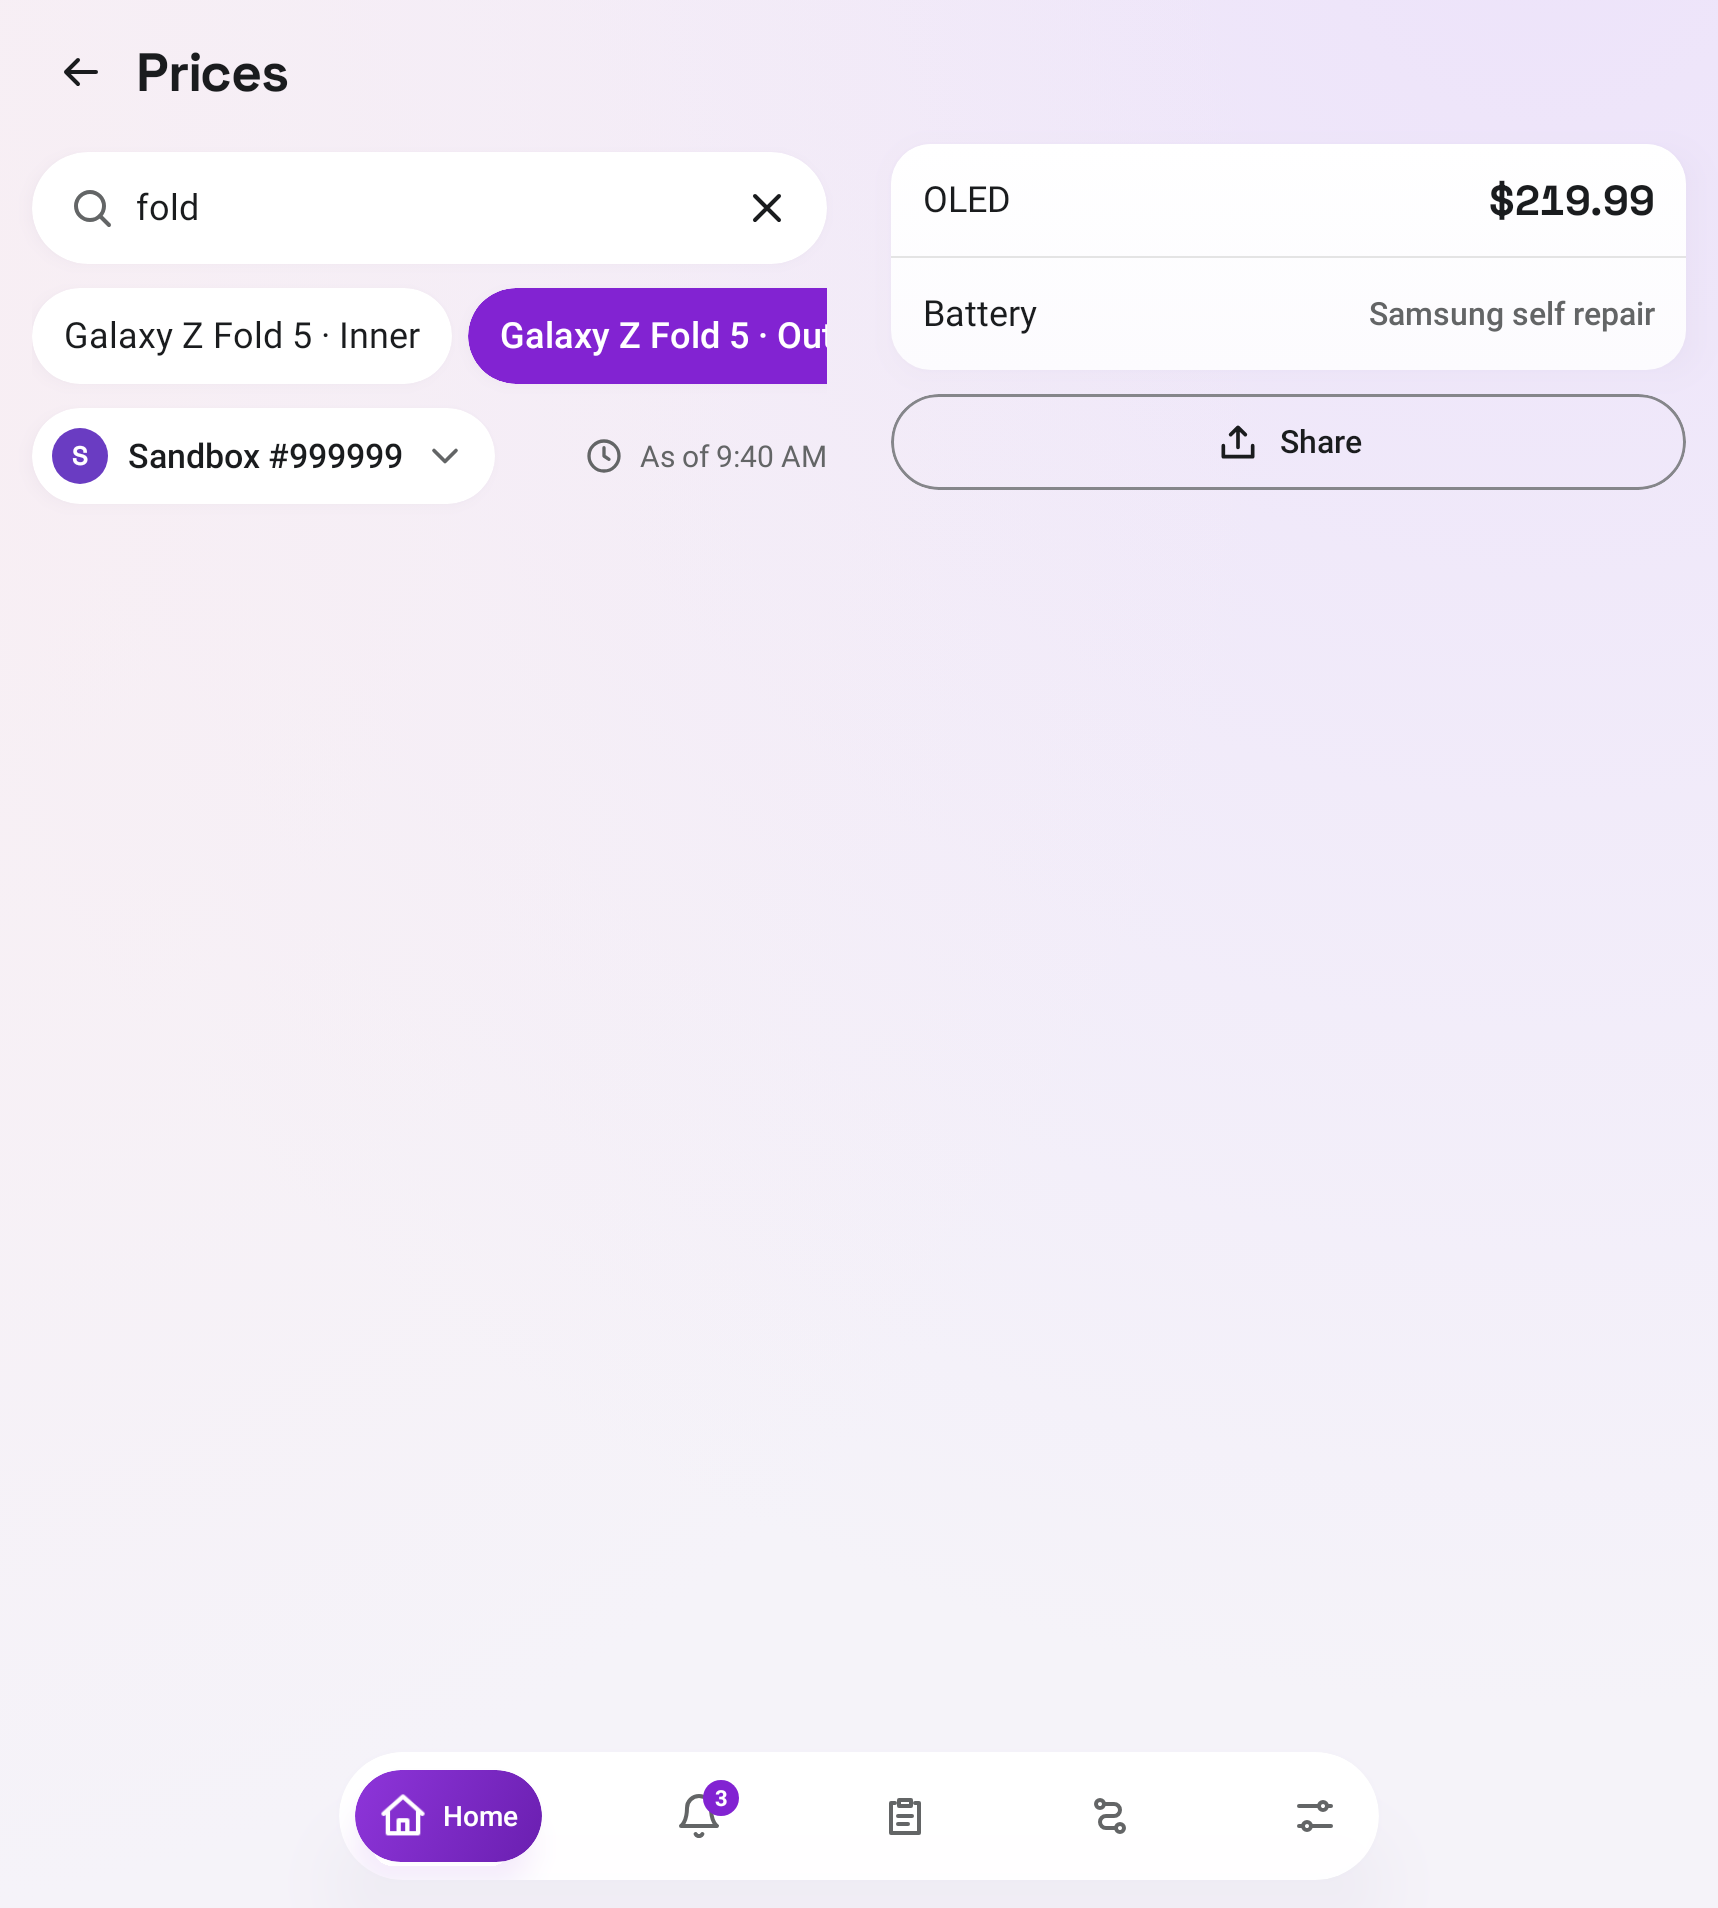 Prices
fold
Galaxy Z Fold 5 · Inner
Galaxy Z Fold 5 · Out
S
Sandbox #999999
As of 9:40 AM
OLED
$219.99
Battery
Samsung self repair
Share
Home
3